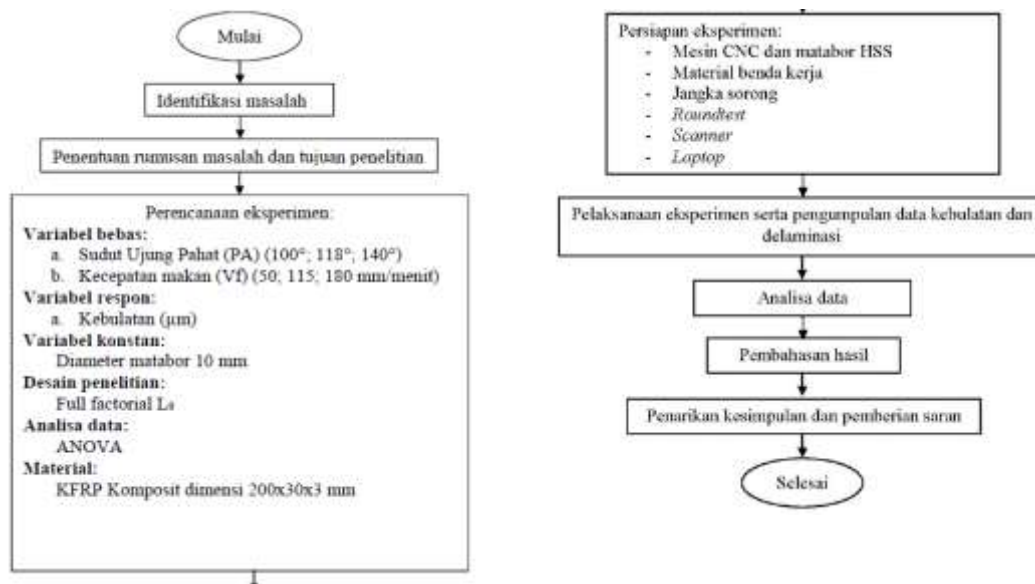 Mulai
Identifikasi masalah
Penentuan rumusan masalah dan tujuan penelitian
Perencanaan eksperimen:
Variabel bebas:
a. Sudut Ujung Pahat (PA) (100°; 118°; 140°)
b. Kecepatan makan (Vf) (50; 115; 180 mm/menit)
Variabel respon:
a. Kebulatan (µm)
Variabel konstan:
Diameter matabor 10 mm
Desain penelitian:
Full factorial L₉
Analisa data:
ANOVA
Material:
KFRP Komposit dimensi 200x30x3 mm
Persiapan eksperimen:
- Mesin CNC dan matabor HSS
- Material benda kerja
- Jangka sorong
- Roundtest
- Scanner
- Laptop
Pelaksanaan eksperimen serta pengumpulan data kebulatan dan
delaminasi
Analisa data
Pembahasan hasil
Penarikan kesimpulan dan pemberian saran
Selesai